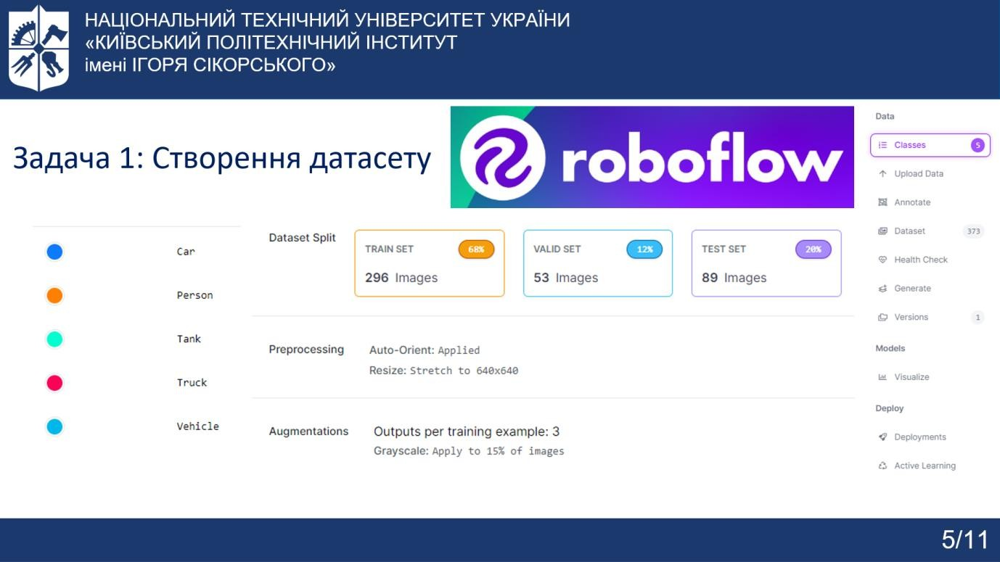 НАЦІОНАЛЬНИЙ ТЕХНІЧНИЙ УНІВЕРСИТЕТ УКРАЇНИ
«КИЇВСЬКИЙ ПОЛІТЕХНІЧНИЙ ІНСТИТУТ
імені ІГОРЯ СІКОРСЬКОГО»
Задача 1: Створення датасету
roboflow
Car
Person
Tank
Truck
Vehicle
Dataset Split
TRAIN SET 68%
296 Images
VALID SET 12%
53 Images
TEST SET 20%
89 Images
Preprocessing
Auto-Orient: Applied
Resize: Stretch to 640x640
Augmentations
Outputs per training example: 3
Grayscale: Apply to 15% of images
Data
Classes 5
Upload Data
Annotate
Dataset 373
Health Check
Generate
Versions 1
Models
Visualize
Deploy
Deployments
Active Learning
5/11